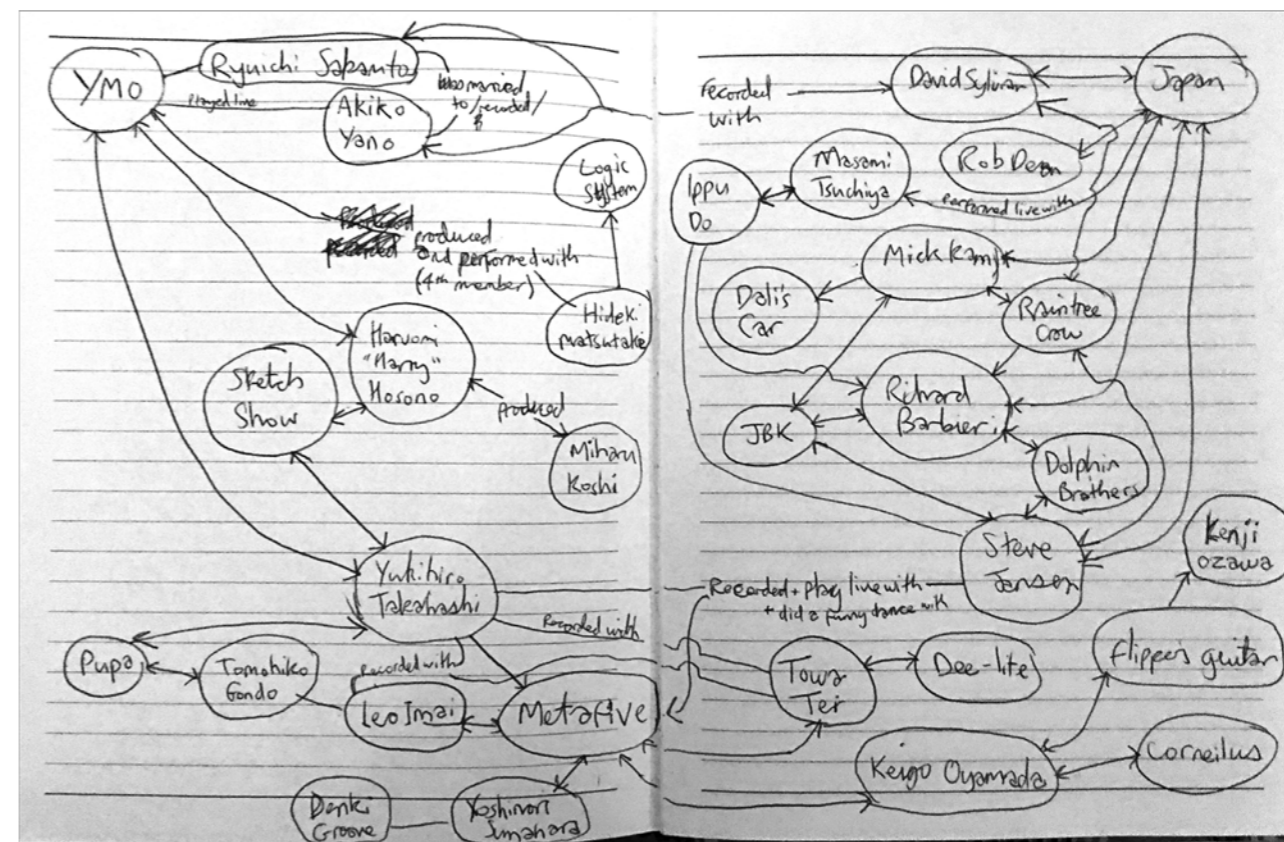 YMO
Ryuichi Sakamoto
was married
to/recorded/
&
played live
Akiko
Yano
Logic
System
produced
and performed with
(4th member)
Hideki
Matsutake
Haruomi
"Harry"
Hosono
Sketch
Show
produced
Miharu
Koshi
Yukihiro
Takahashi
Recorded with
Recorded with
Pupa
Tomohiko
Gondo
Leo Imai
Metafive
Denki
Groove
Yoshinori
Sunahara
recorded
with
David Sylvian
Japan
Rob Dean
Masami
Tsuchiya
Ippu
Do
Performed live with
Mick Karn
Dali's
Car
Raintree
Crow
Richard
Barbieri
JBK
Dolphin
Brothers
Steve
Jansen
Kenji
Ozawa
Recorded + play live with
+ did a funny dance with
Towa
Tei
Dee-lite
Flippers guitar
Keigo Oyamada
Corneilus